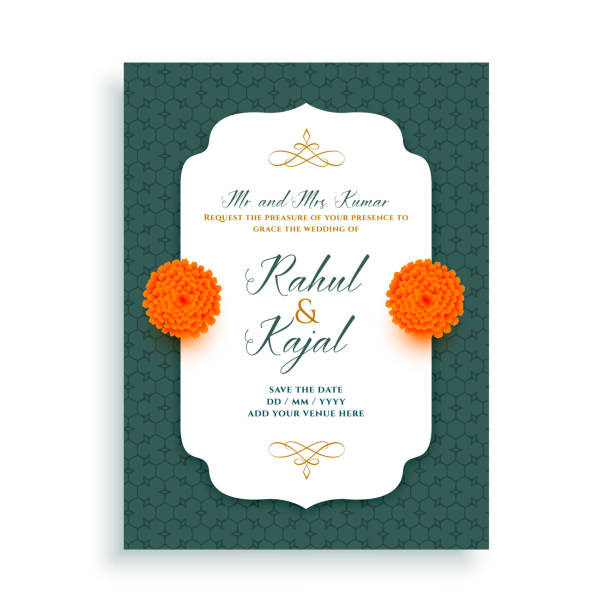 Mr. and Mrs. Kumar
Request the pleasure of your presence to
grace the wedding of
Rahul
&
Kajal
SAVE THE DATE
DD / MM / YYYY
ADD YOUR VENUE HERE